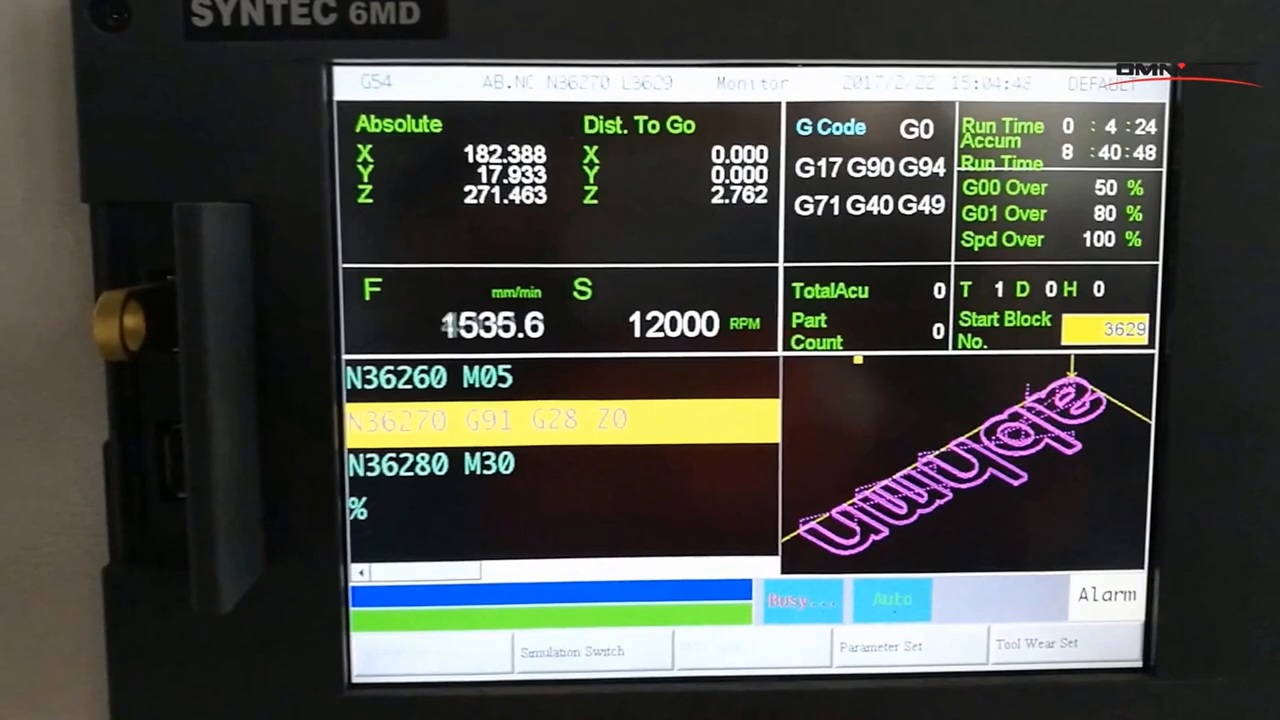 SYNTEC 6MD
OMNI
G54 AB.NC N36270 L3629 Monitor 2017/2/22 15:04:48 DEFAULT
Absolute Dist. To Go
X 182.388 X 0.000
Y 17.933 Y 0.000
Z 271.463 Z 2.762
G Code G0
G17 G90 G94
G71 G40 G49
Run Time 0 : 4 : 24
Accum
Run Time 8 :40:48
G00 Over 50 %
G01 Over 80 %
Spd Over 100 %
F mm/min 1535.6 S 12000 RPM
TotalAcu 0
Part
Count 0
T 1 D 0 H 0
Start Block
No. 3629
N36260 M05
N36270 G91 G28 Z0
N36280 M30
%
Busy... Auto Alarm
Simulation Switch Parameter Set Tool Wear Set